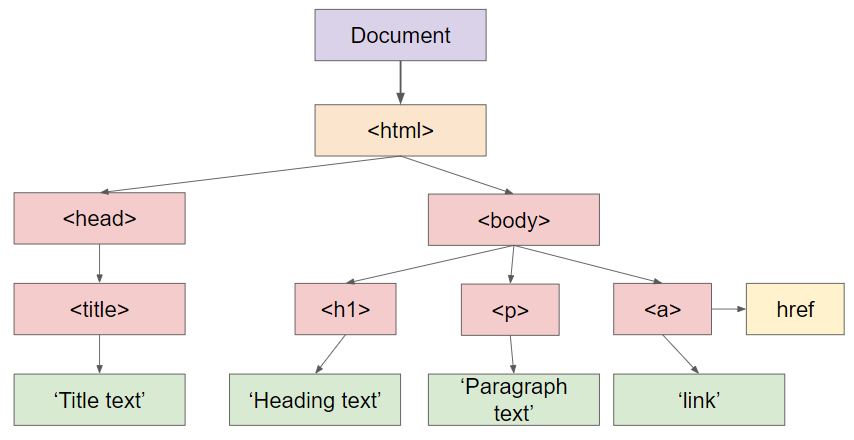 Document
<html>
<head>
<body>
<title>
<h1>
<p>
<a>
href
‘Title text’
‘Heading text’
‘Paragraph
text’
‘link’